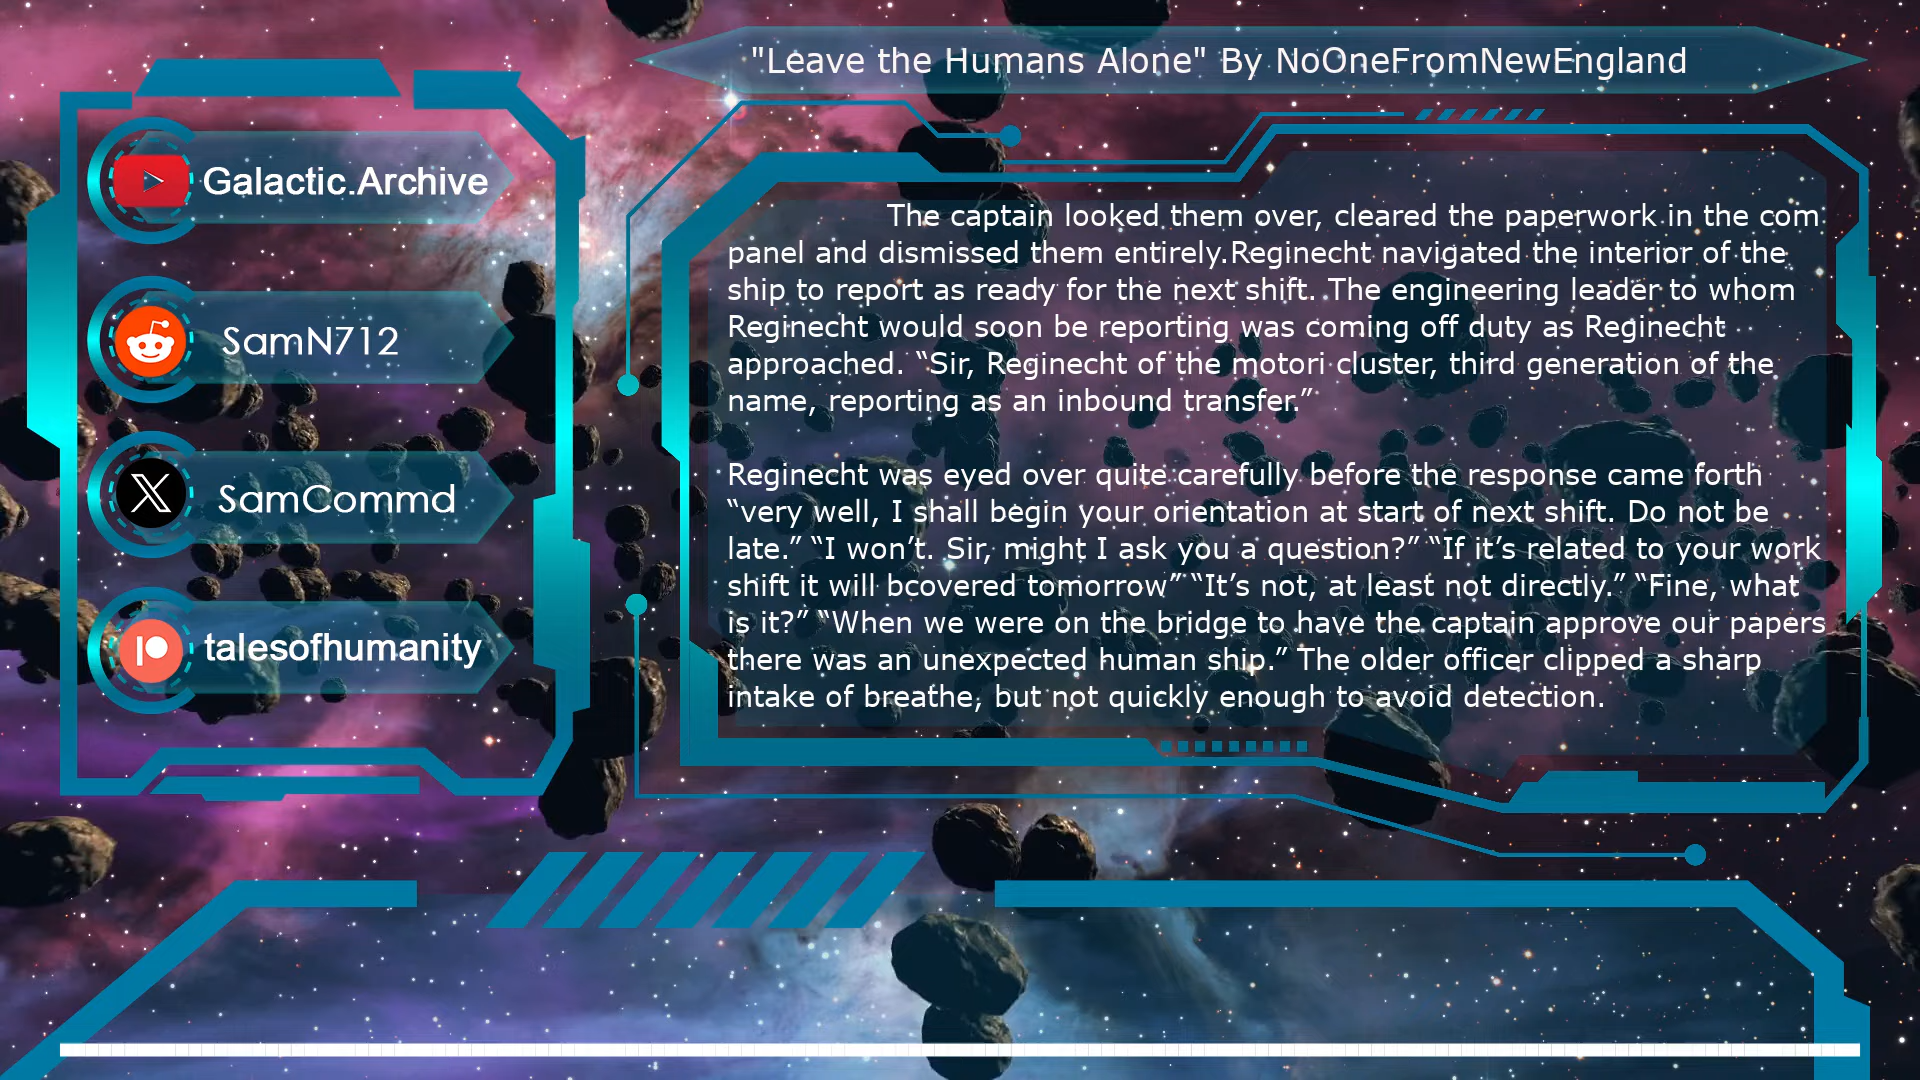 "Leave the Humans Alone" By NoOneFromNewEngland
Galactic.Archive
SamN712
SamCommd
talesofhumanity
The captain looked them over, cleared the paperwork in the com
panel and dismissed them entirely.Reginecht navigated the interior of the
ship to report as ready for the next shift. The engineering leader to whom
Reginecht would soon be reporting was coming off duty as Reginecht
approached. “Sir, Reginecht of the motori cluster, third generation of the
name, reporting as an inbound transfer.”
Reginecht was eyed over quite carefully before the response came forth
“very well, I shall begin your orientation at start of next shift. Do not be
late.” “I won’t. Sir, might I ask you a question?” “If it’s related to your work
shift it will bcovered tomorrow” “It’s not, at least not directly.” “Fine, what
is it?” “When we were on the bridge to have the captain approve our papers
there was an unexpected human ship.” The older officer clipped a sharp
intake of breathe, but not quickly enough to avoid detection.